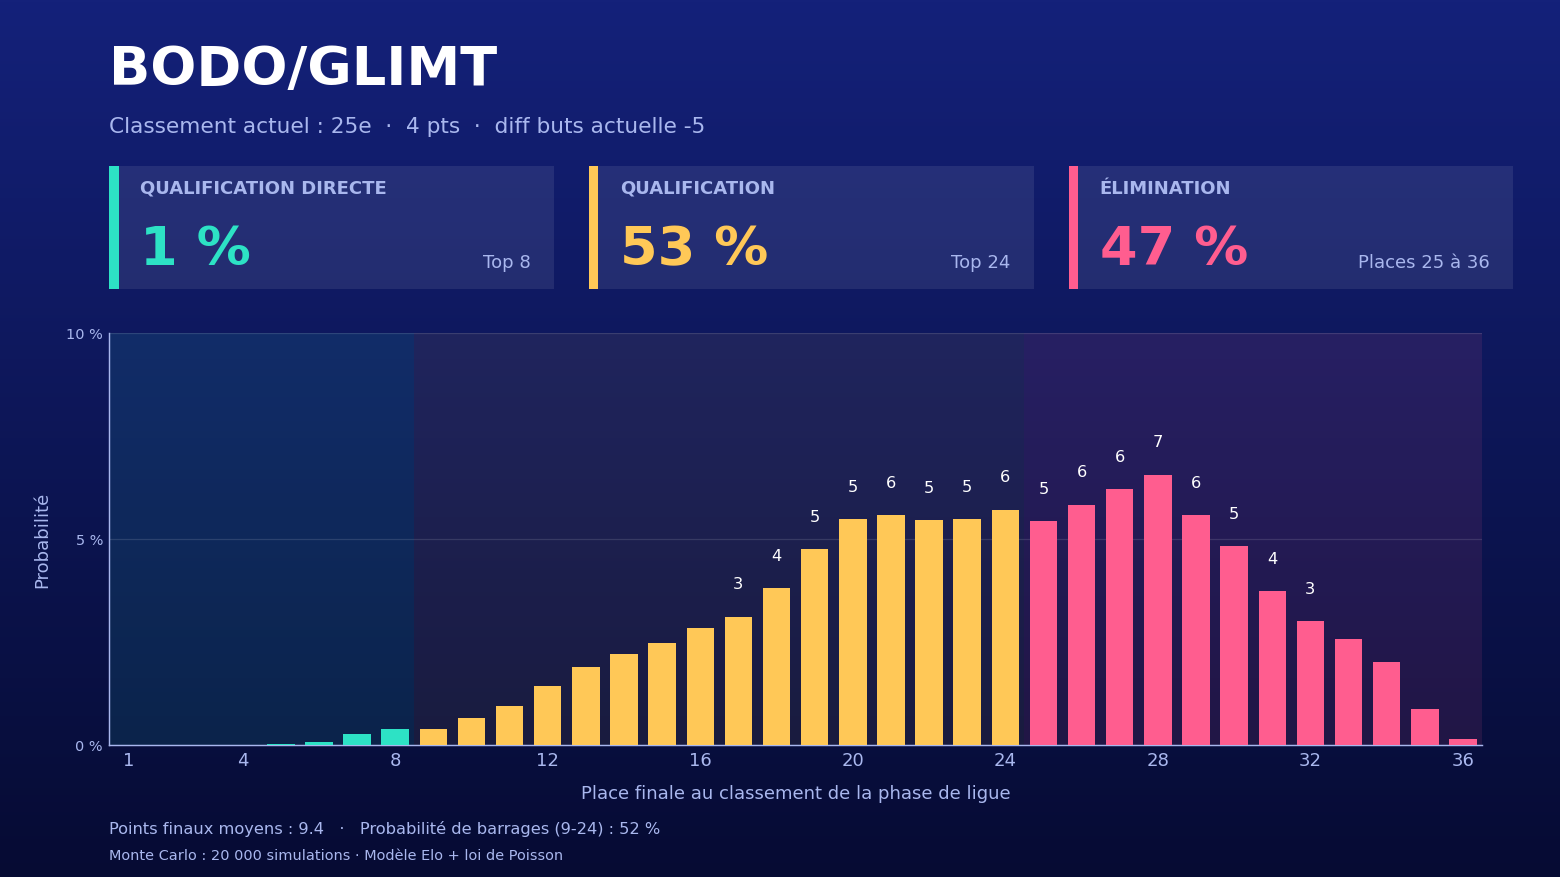 BODO/GLIMT
Classement actuel : 25e · 4 pts · diff buts actuelle -5
QUALIFICATION DIRECTE
1 %
Top 8
QUALIFICATION
53 %
Top 24
ÉLIMINATION
47 %
Places 25 à 36
10 %
5 %
0 %
Probabilité
3 4 5 5 6 5 5 6 5 6 6 7 6 5 4 3
1 4 8 12 16 20 24 28 32 36
Place finale au classement de la phase de ligue
Points finaux moyens : 9.4 · Probabilité de barrages (9-24) : 52 %
Monte Carlo : 20 000 simulations · Modèle Elo + loi de Poisson